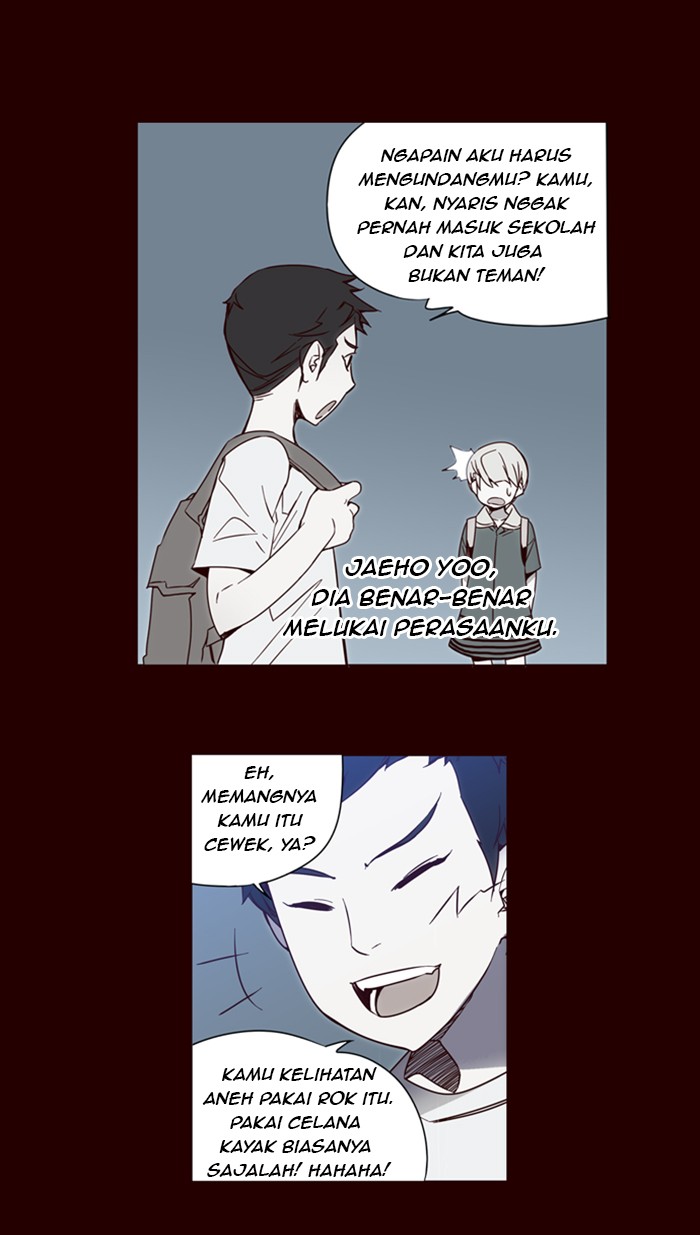 NGAPAIN AKU HARUS
MENGUNDANGMU? KAMU,
KAN, NYARIS NGGAK
PERNAH MASUK SEKOLAH
DAN KITA JUGA
BUKAN TEMAN!
JAEHO YOO,
DIA BENAR-BENAR
MELUKAI PERASAANKU.
EH,
MEMANGNYA
KAMU ITU
CEWEK, YA?
KAMU KELIHATAN
ANEH PAKAI ROK ITU.
PAKAI CELANA
KAYAK BIASANYA
SAJALAH! HAHAHA!